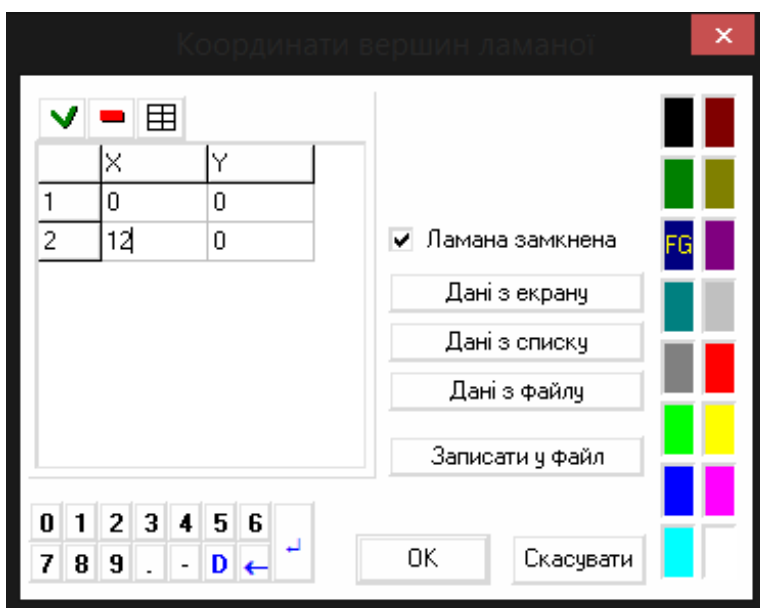 Координати вершин ламаної
X Y
1 0 0
2 12 0
Ламана замкнена
Дані з екрану
Дані з списку
Дані з файлу
Записати у файл
FG
0 1 2 3 4 5 6
7 8 9 . - D ←
OK Скасувати